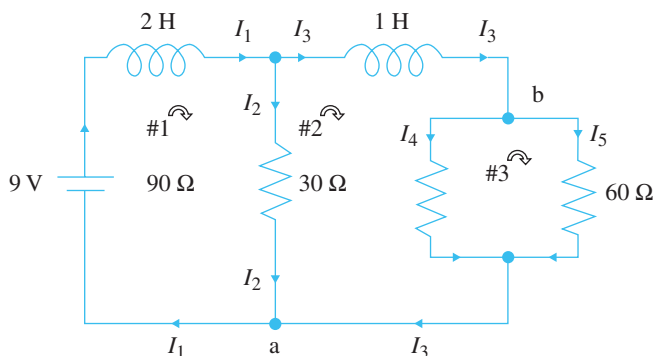 2 H I₁ I₃ 1 H I₃
b
#1 I₂ #2 I₄ I₅
#3
9 V 90 Ω 30 Ω 60 Ω
I₂
I₁ a I₃